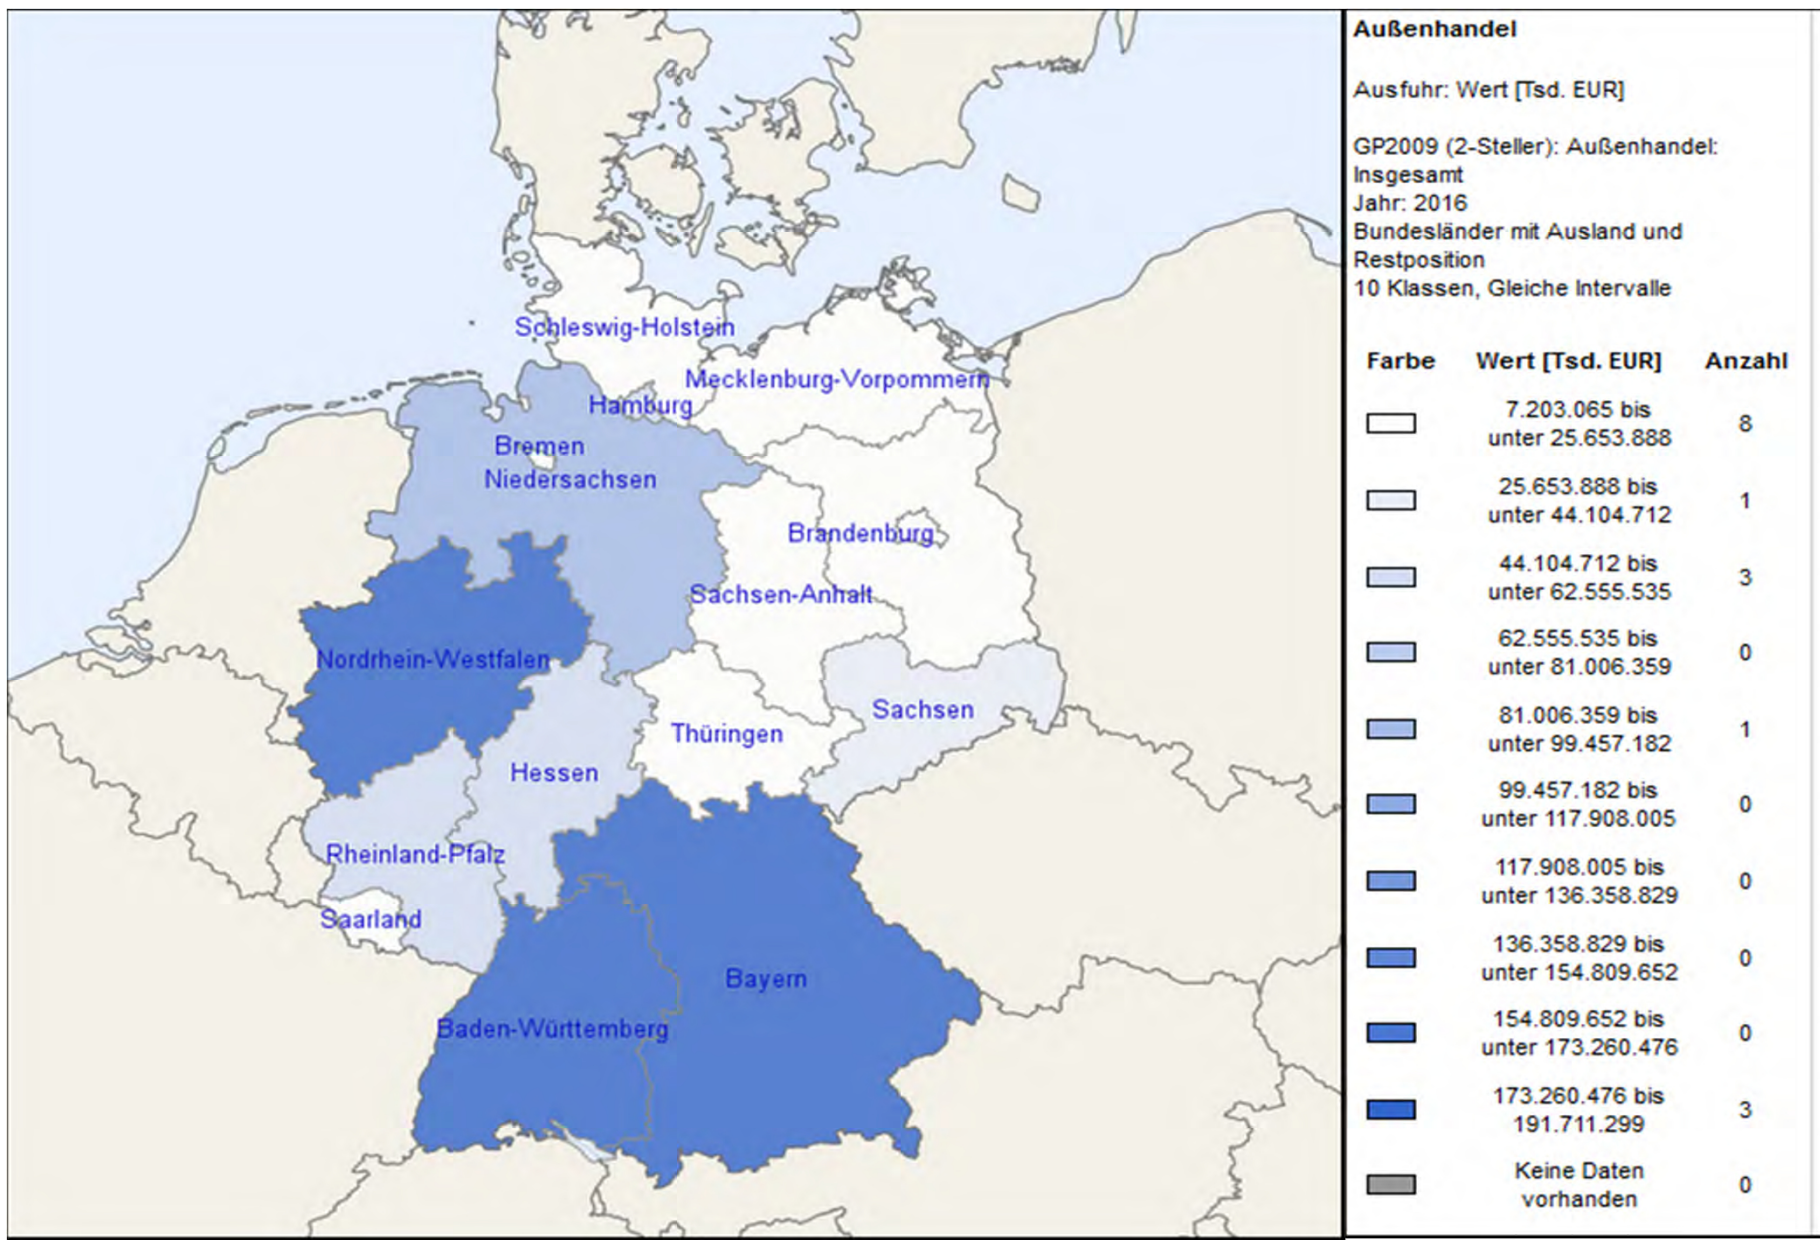 Schleswig-Holstein
Mecklenburg-Vorpommern
Hamburg
Bremen
Niedersachsen
Brandenburg
Sachsen-Anhalt
Nordrhein-Westfalen
Sachsen
Thüringen
Hessen
Rheinland-Pfalz
Saarland
Bayern
Baden-Württemberg
Außenhandel
Ausfuhr: Wert [Tsd. EUR]
GP2009 (2-Steller): Außenhandel:
Insgesamt
Jahr: 2016
Bundesländer mit Ausland und
Restposition
10 Klassen, Gleiche Intervalle
Farbe Wert [Tsd. EUR] Anzahl
7.203.065 bis
unter 25.653.888 8
25.653.888 bis
unter 44.104.712 1
44.104.712 bis
unter 62.555.535 3
62.555.535 bis
unter 81.006.359 0
81.006.359 bis
unter 99.457.182 1
99.457.182 bis
unter 117.908.005 0
117.908.005 bis
unter 136.358.829 0
136.358.829 bis
unter 154.809.652 0
154.809.652 bis
unter 173.260.476 0
173.260.476 bis
191.711.299 3
Keine Daten
vorhanden 0